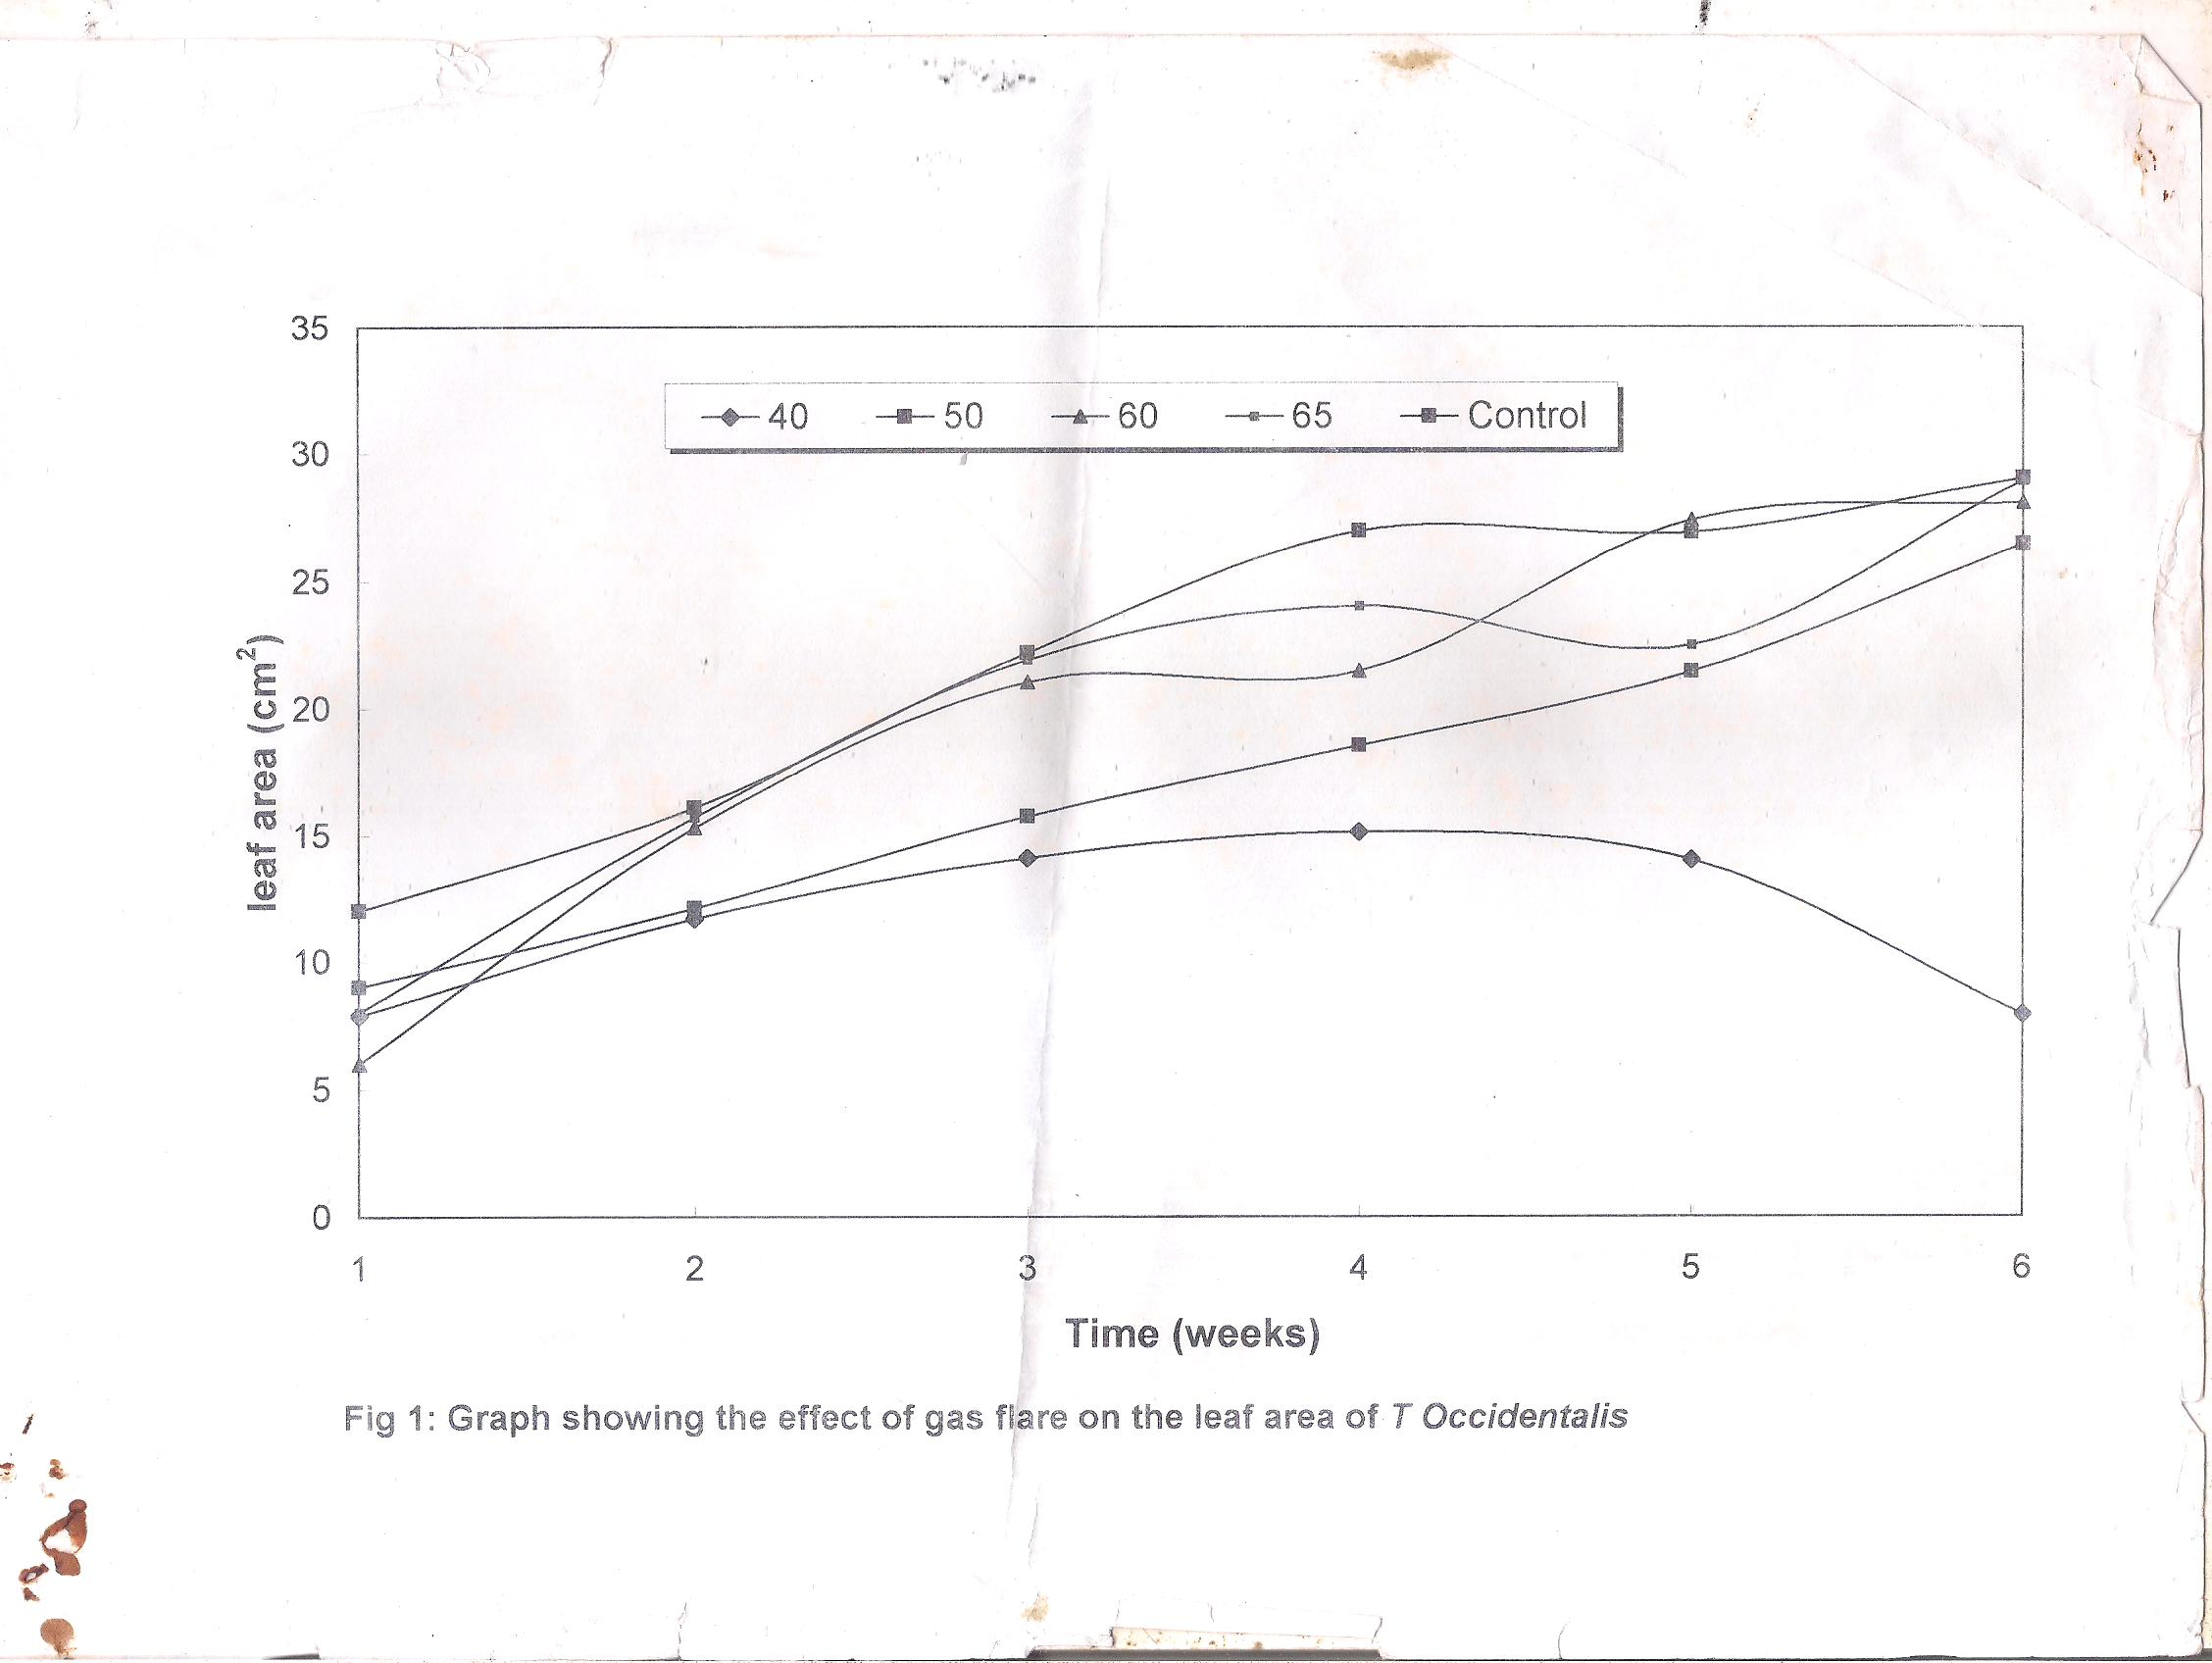 35
40 50 60 65 Control
30
25
20
15
10
5
0
leaf area (cm²)
1 2 3 4 5 6
Time (weeks)
Fig 1: Graph showing the effect of gas flare on the leaf area of T Occidentalis